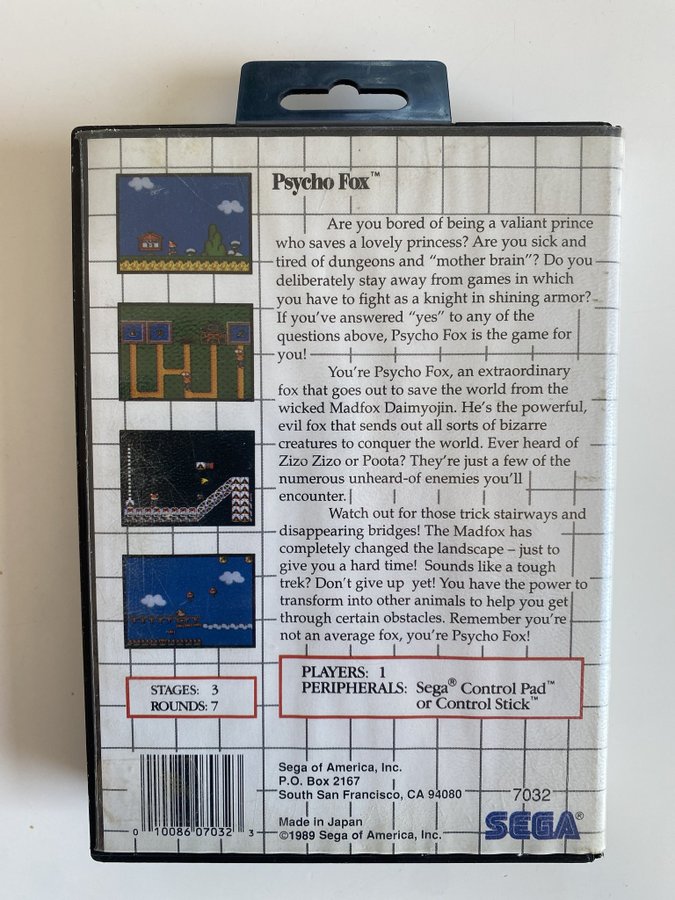 Psycho Fox™
Are you bored of being a valiant prince
who saves a lovely princess? Are you sick and
tired of dungeons and “mother brain”? Do you
deliberately stay away from games in which
you have to fight as a knight in shining armor?
If you’ve answered “yes” to any of the
questions above, Psycho Fox is the game for
you!
You’re Psycho Fox, an extraordinary
fox that goes out to save the world from the
wicked Madfox Daimyojin. He’s the powerful,
evil fox that sends out all sorts of bizarre
creatures to conquer the world. Ever heard of
Zizo Zizo or Poota? They’re just a few of the
numerous unheard-of enemies you’ll
encounter.
Watch out for those trick stairways and
disappearing bridges! The Madfox has
completely changed the landscape – just to
give you a hard time! Sounds like a tough
trek? Don’t give up yet! You have the power to
transform into other animals to help you get
through certain obstacles. Remember you’re
not an average fox, you’re Psycho Fox!
STAGES: 3
ROUNDS: 7
PLAYERS: 1
PERIPHERALS: Sega® Control Pad™
or Control Stick™
0 10086 07032 3
Sega of America, Inc.
P.O. Box 2167
South San Francisco, CA 94080
Made in Japan
©1989 Sega of America, Inc.
7032
SEGA®